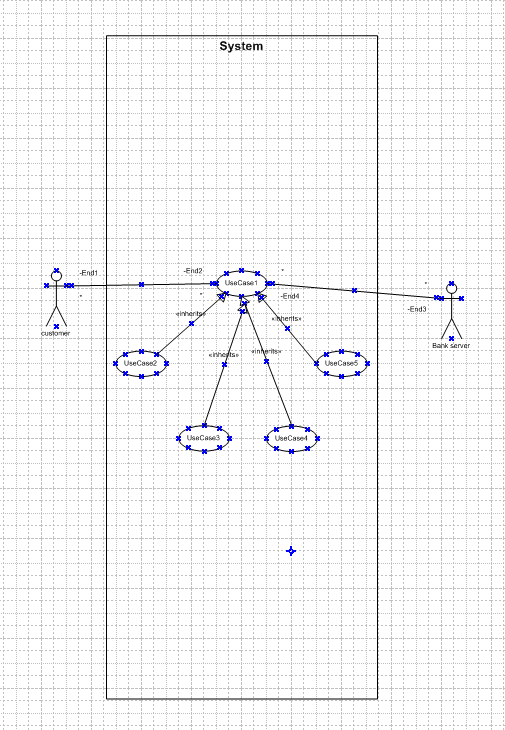 System
-End1
-End2
*
UseCase1
*
*
*
-End4
-End3
customer
Bank server
«inherits»
«inherits»
«inherits»
«inherits»
UseCase2
UseCase5
UseCase3
UseCase4